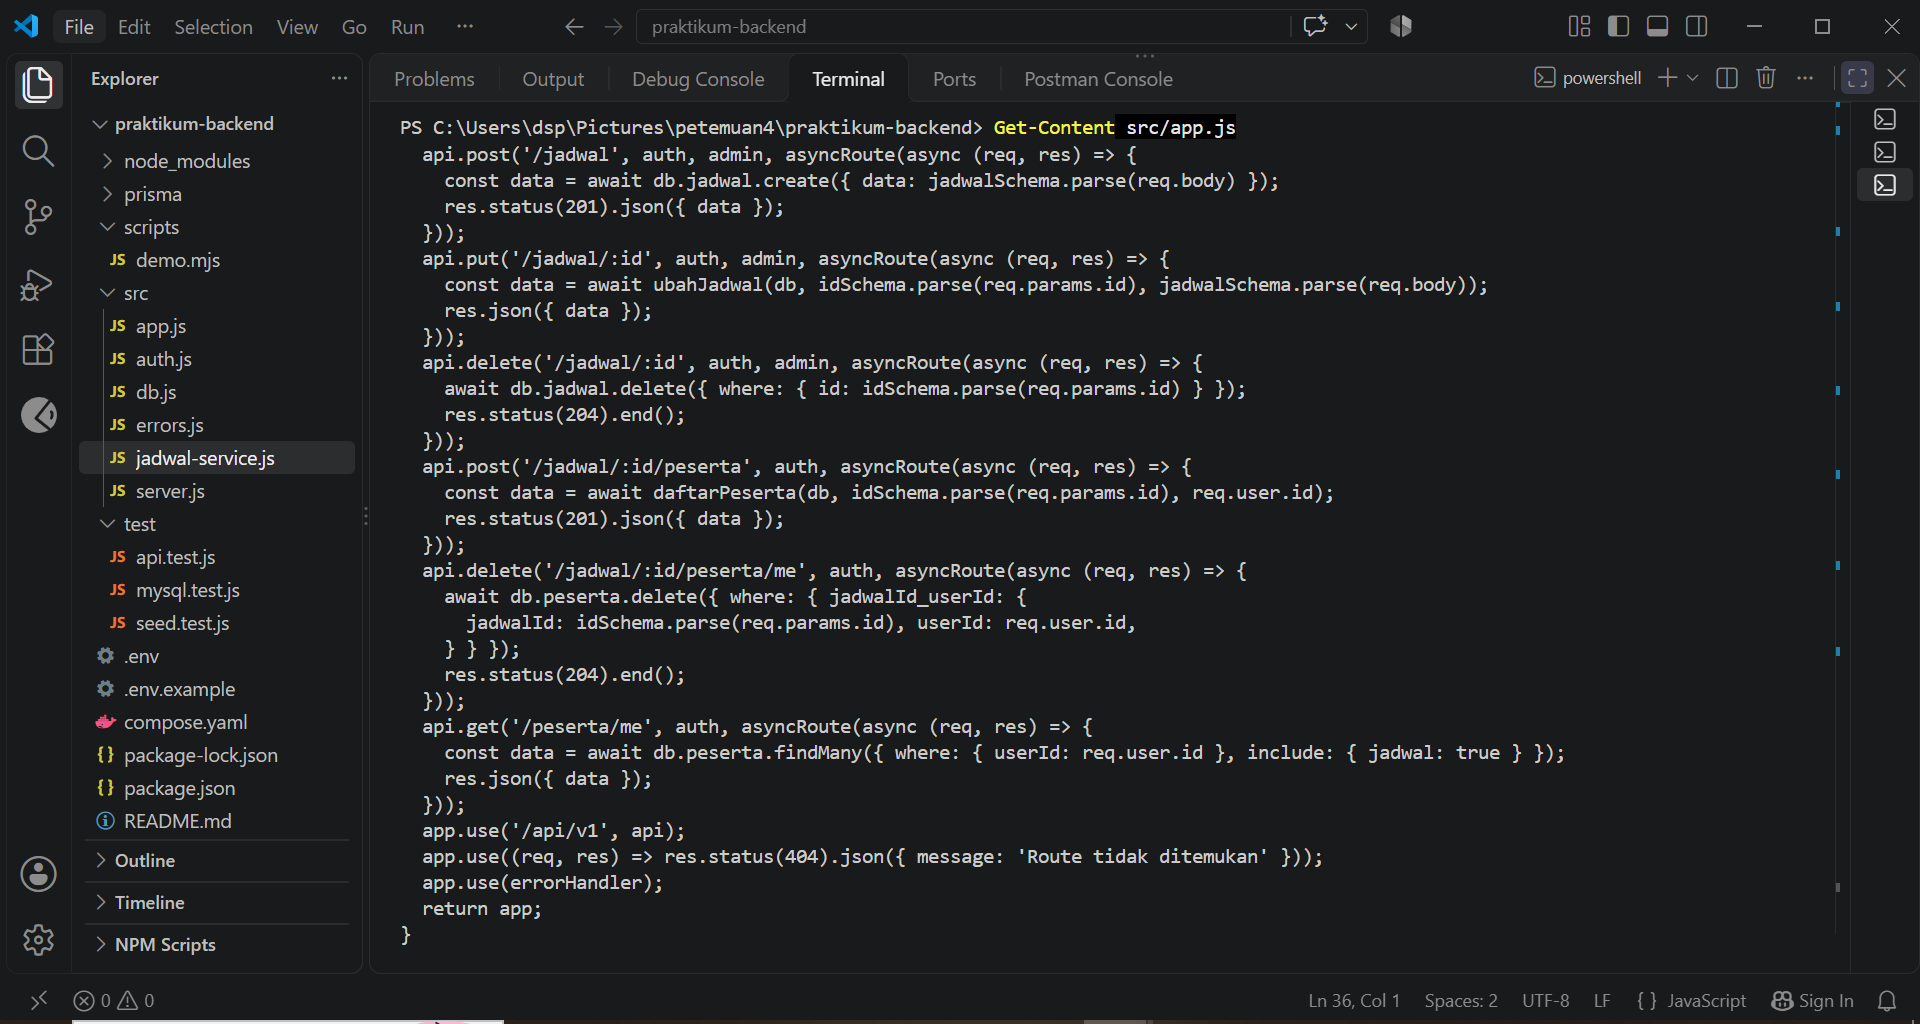 File Edit Selection View Go Run ··· praktikum-backend
Explorer ···
praktikum-backend
node_modules
prisma
scripts
JS demo.mjs
src
JS app.js
JS auth.js
JS db.js
JS errors.js
JS jadwal-service.js
JS server.js
test
JS api.test.js
JS mysql.test.js
JS seed.test.js
.env
.env.example
compose.yaml
{} package-lock.json
{} package.json
README.md
Outline
Timeline
NPM Scripts
Problems Output Debug Console Terminal Ports Postman Console powershell
PS C:\Users\dsp\Pictures\petemuan4\praktikum-backend> Get-Content src/app.js
  api.post('/jadwal', auth, admin, asyncRoute(async (req, res) => {
    const data = await db.jadwal.create({ data: jadwalSchema.parse(req.body) });
    res.status(201).json({ data });
  }));
  api.put('/jadwal/:id', auth, admin, asyncRoute(async (req, res) => {
    const data = await ubahJadwal(db, idSchema.parse(req.params.id), jadwalSchema.parse(req.body));
    res.json({ data });
  }));
  api.delete('/jadwal/:id', auth, admin, asyncRoute(async (req, res) => {
    await db.jadwal.delete({ where: { id: idSchema.parse(req.params.id) } });
    res.status(204).end();
  }));
  api.post('/jadwal/:id/peserta', auth, asyncRoute(async (req, res) => {
    const data = await daftarPeserta(db, idSchema.parse(req.params.id), req.user.id);
    res.status(201).json({ data });
  }));
  api.delete('/jadwal/:id/peserta/me', auth, asyncRoute(async (req, res) => {
    await db.peserta.delete({ where: { jadwalId_userId: {
      jadwalId: idSchema.parse(req.params.id), userId: req.user.id,
    } } });
    res.status(204).end();
  }));
  api.get('/peserta/me', auth, asyncRoute(async (req, res) => {
    const data = await db.peserta.findMany({ where: { userId: req.user.id }, include: { jadwal: true } });
    res.json({ data });
  }));
  app.use('/api/v1', api);
  app.use((req, res) => res.status(404).json({ message: 'Route tidak ditemukan' }));
  app.use(errorHandler);
  return app;
}
0 0 Ln 36, Col 1 Spaces: 2 UTF-8 LF {} JavaScript Sign In